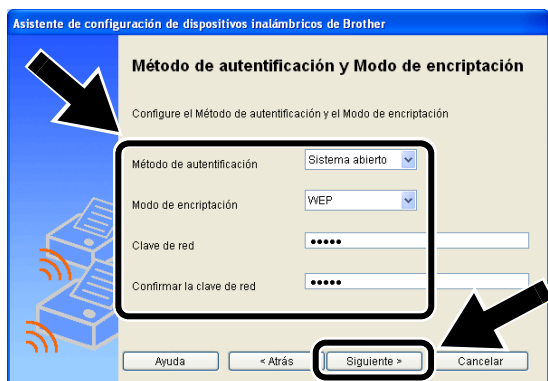 Asistente de configuración de dispositivos inalámbricos de Brother
Método de autentificación y Modo de encriptación
Configure el Método de autentificación y el Modo de encriptación
Método de autentificación Sistema abierto
Modo de encriptación WEP
Clave de red •••••
Confirmar la clave de red •••••
Ayuda < Atrás Siguiente > Cancelar